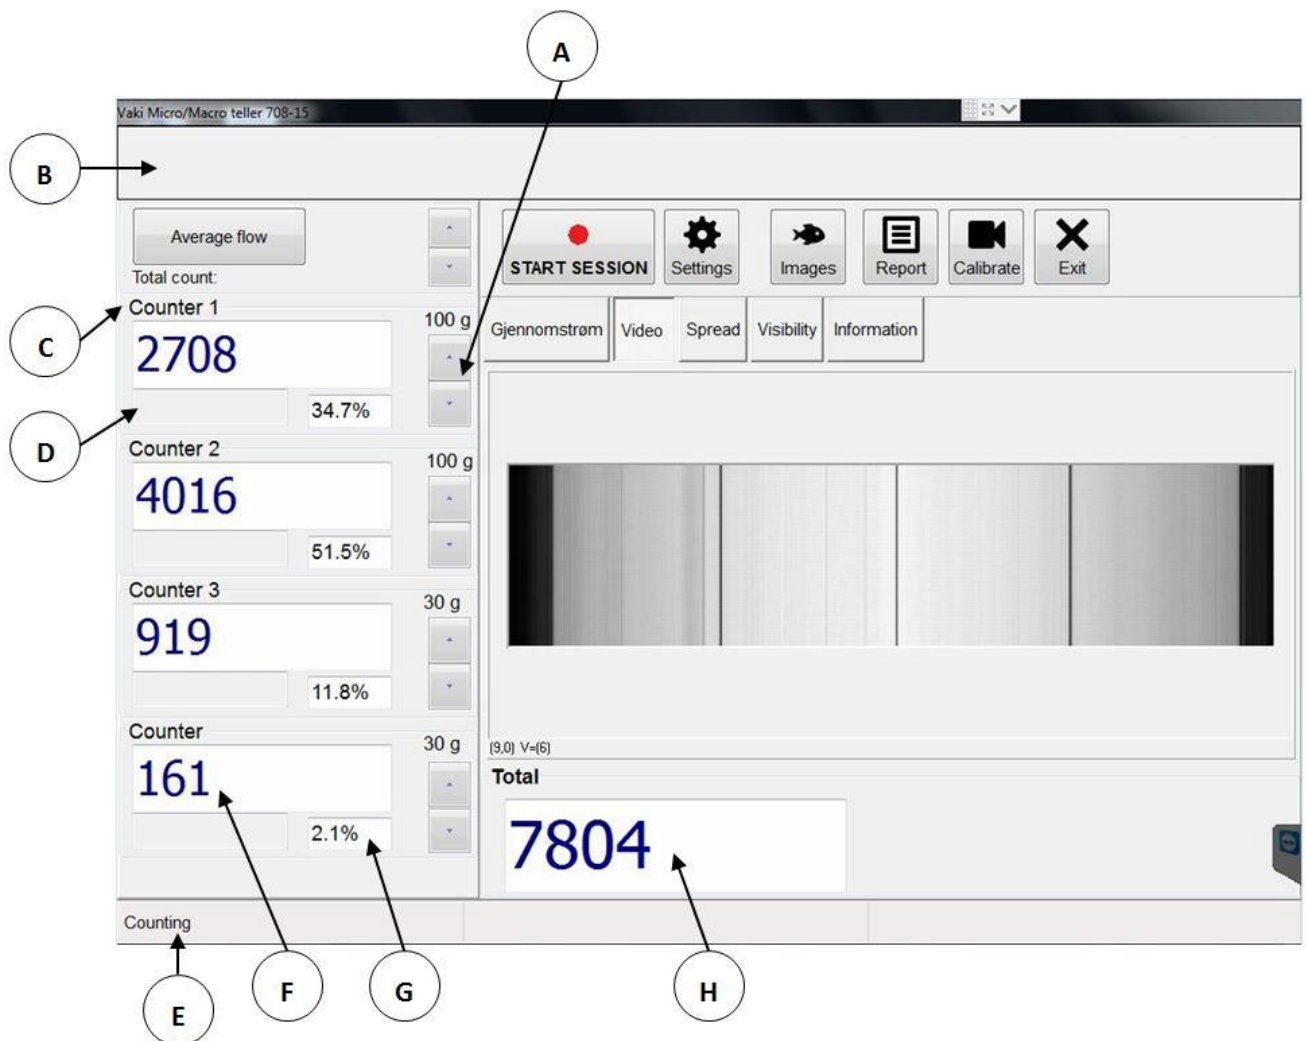 A
Vaki Micro/Macro teller 708-15
B
Average flow
Total count:
START SESSION
Settings
Images
Report
Calibrate
Exit
C
Counter 1
100 g
2708
34.7%
D
Gjennomstrøm
Video
Spread
Visibility
Information
Counter 2
100 g
4016
51.5%
Counter 3
30 g
919
11.8%
Counter
30 g
161
2.1%
(9,0) V=(6)
Total
7804
Counting
E
F
G
H